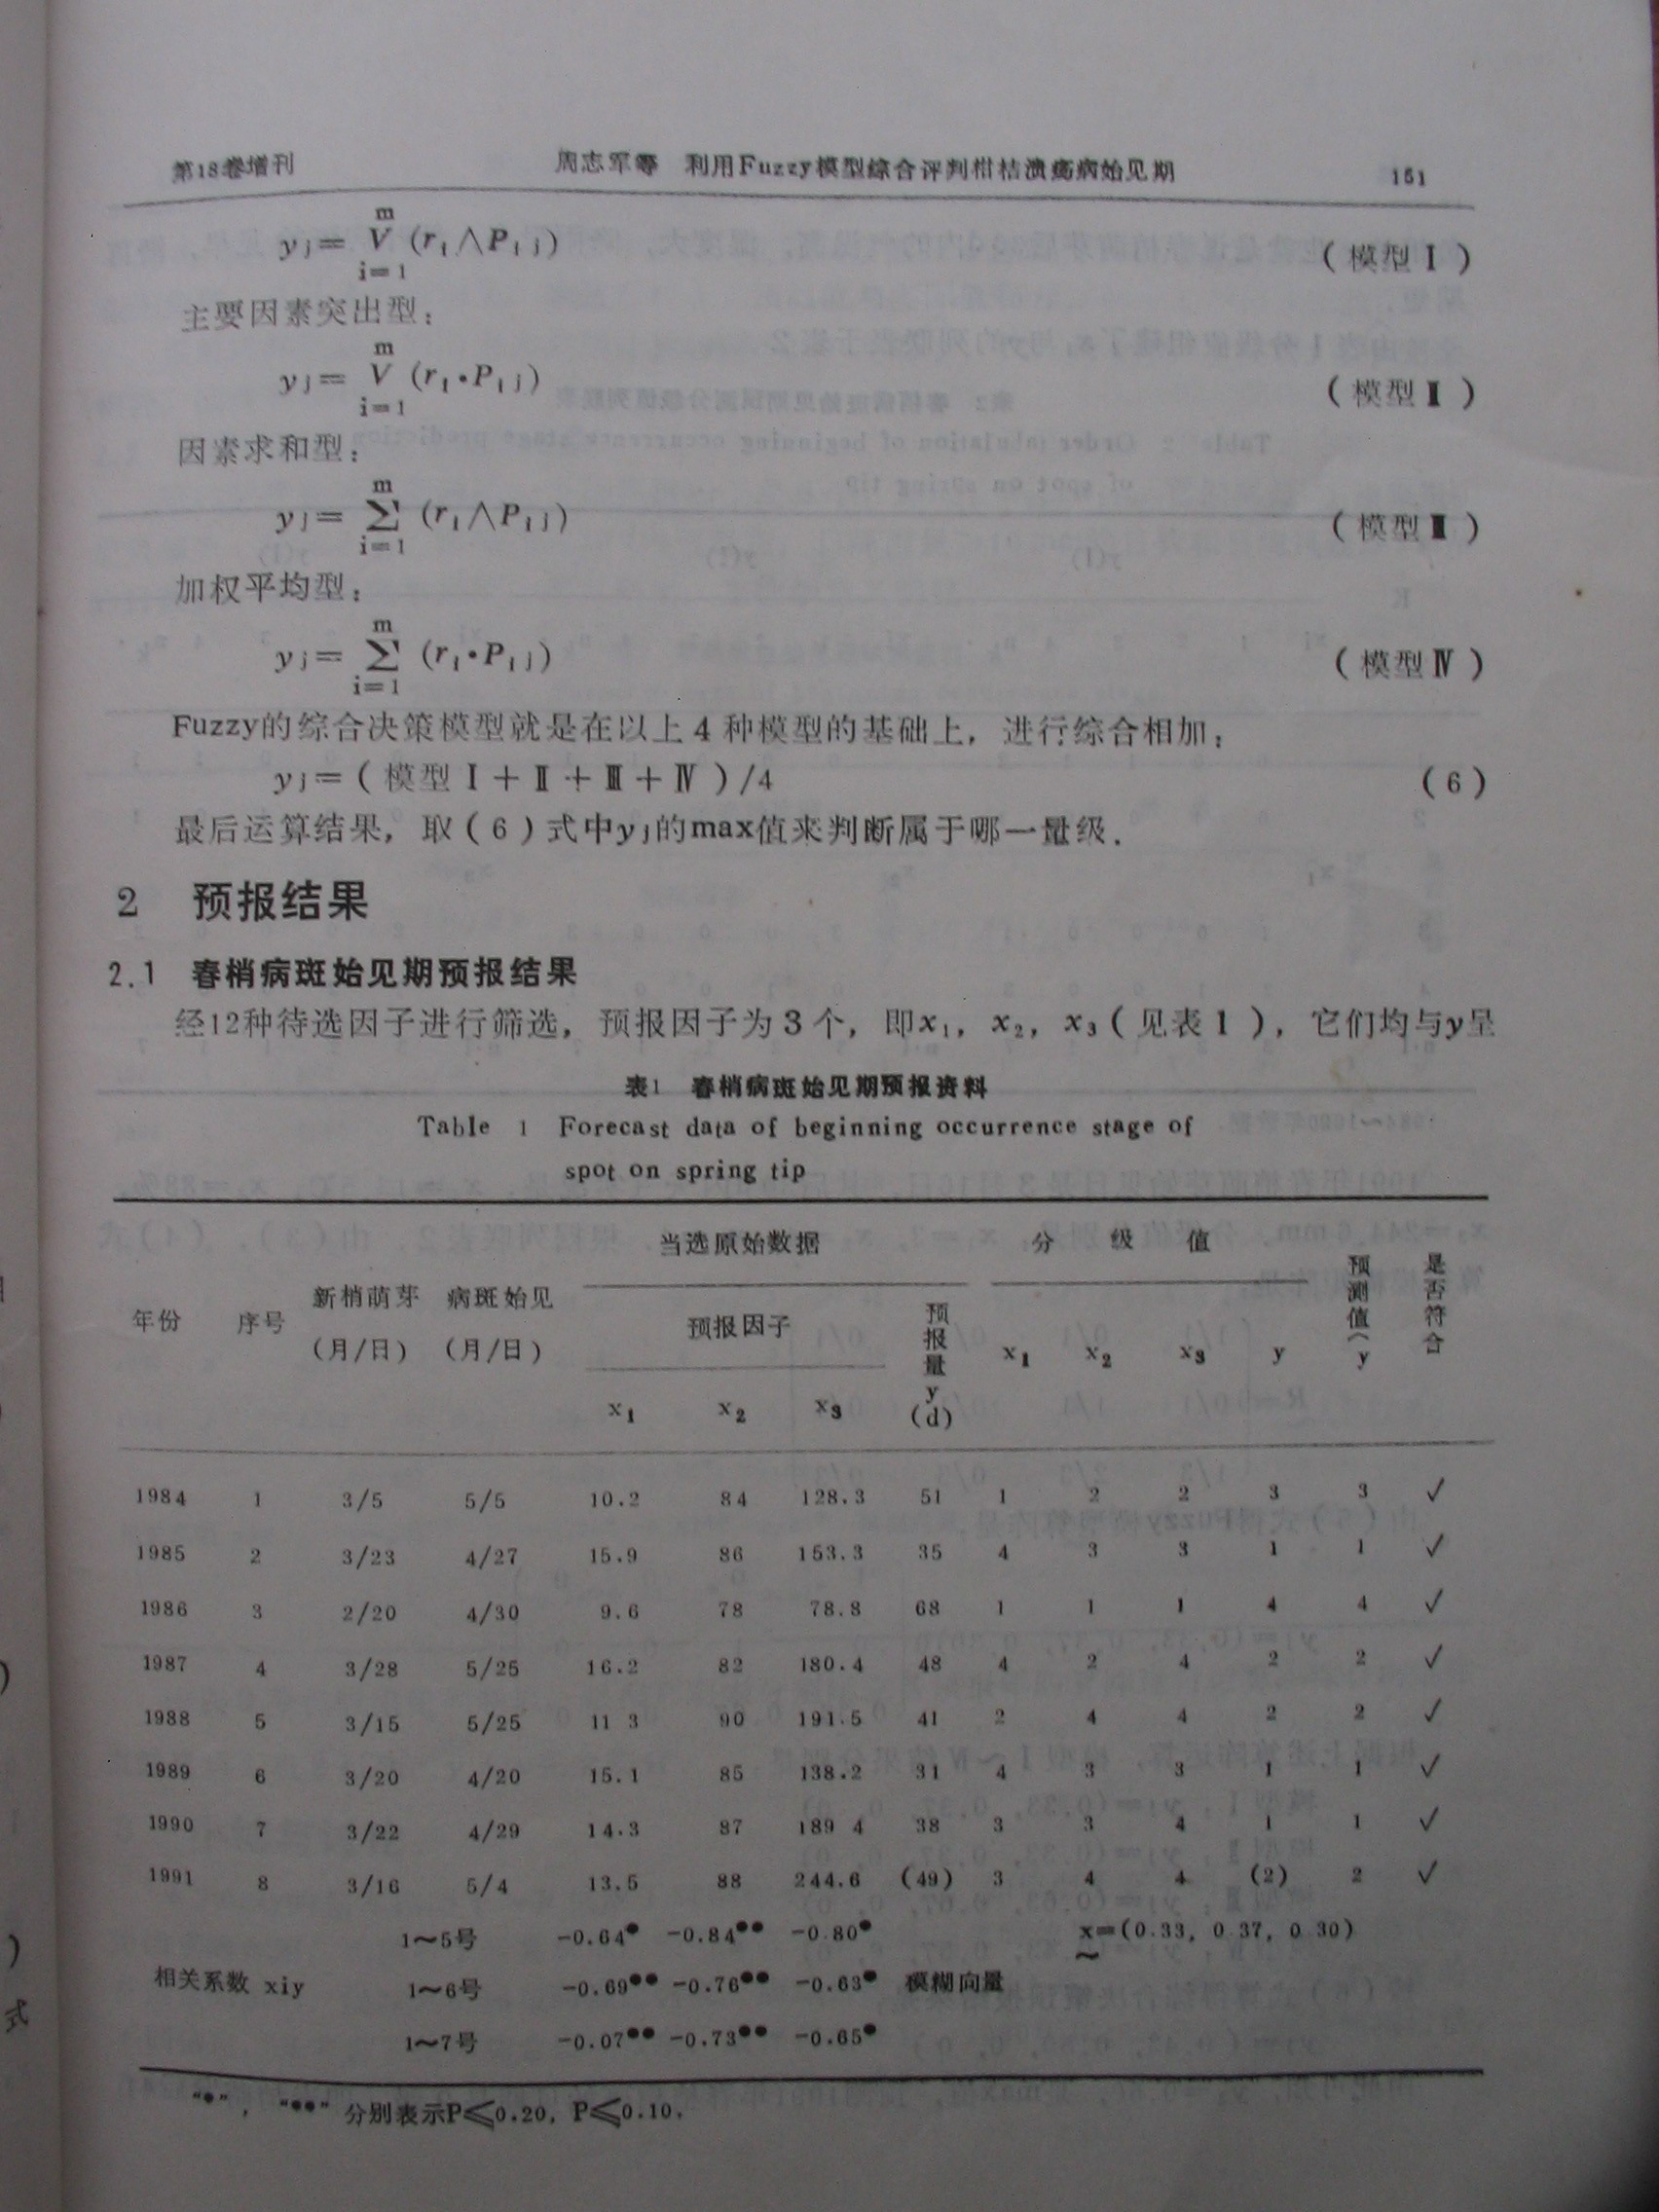 第18卷增刊 周志军等 利用Fuzzy模型综合评判柑桔溃疡病始见期 151
yj= m V i=1 (ri∧Pij) (模型Ⅰ)
主要因素突出型:
yj= m V i=1 (ri·Pij) (模型Ⅱ)
因素求和型:
yj= m Σ i=1 (ri∧Pij) (模型Ⅲ)
加权平均型:
yj= m Σ i=1 (ri·Pij) (模型Ⅳ)
Fuzzy的综合决策模型就是在以上4种模型的基础上,进行综合相加:
yj=(模型Ⅰ+Ⅱ+Ⅲ+Ⅳ)/4 (6)
最后运算结果,取(6)式中yj的max值来判断属于哪一量级.
2 预报结果
2.1 春梢病斑始见期预报结果
经12种待选因子进行筛选,预报因子为3个,即x₁,x₂,x₃(见表1),它们均与y呈
表1 春梢病斑始见期预报资料
Table 1 Forecast data of beginning occurrence stage of
spot on spring tip
年份 序号 新梢萌芽(月/日) 病斑始见(月/日) 当选原始数据 分级值 预测值(y 是否符合
预报因子 预报量y(d) x₁ x₂ x₃ y
x₁ x₂ x₃
1984 1 3/5 5/5 10.2 84 128.3 51 1 2 2 3 3 √
1985 2 3/23 4/27 15.9 86 153.3 35 4 3 3 1 1 √
1986 3 2/20 4/30 9.6 78 78.8 68 1 1 1 4 4 √
1987 4 3/28 5/25 16.2 82 180.4 48 4 2 4 2 2 √
1988 5 3/15 5/25 11 3 90 191.5 41 2 4 4 2 2 √
1989 6 3/20 4/20 15.1 85 138.2 31 4 3 3 1 1 √
1990 7 3/22 4/29 14.3 87 189 4 38 3 3 4 1 1 √
1991 8 3/16 5/4 13.5 88 244.6 (49) 3 4 4 (2) 2 √
1~5号 -0.64● -0.84●● -0.80● x=(0.33, 0.37, 0.30)
~
相关系数 xiy 1~6号 -0.69●● -0.76●● -0.63● 模糊向量
1~7号 -0.07●● -0.73●● -0.65●
“●”,“●●”分别表示P≤0.20, P≤0.10.